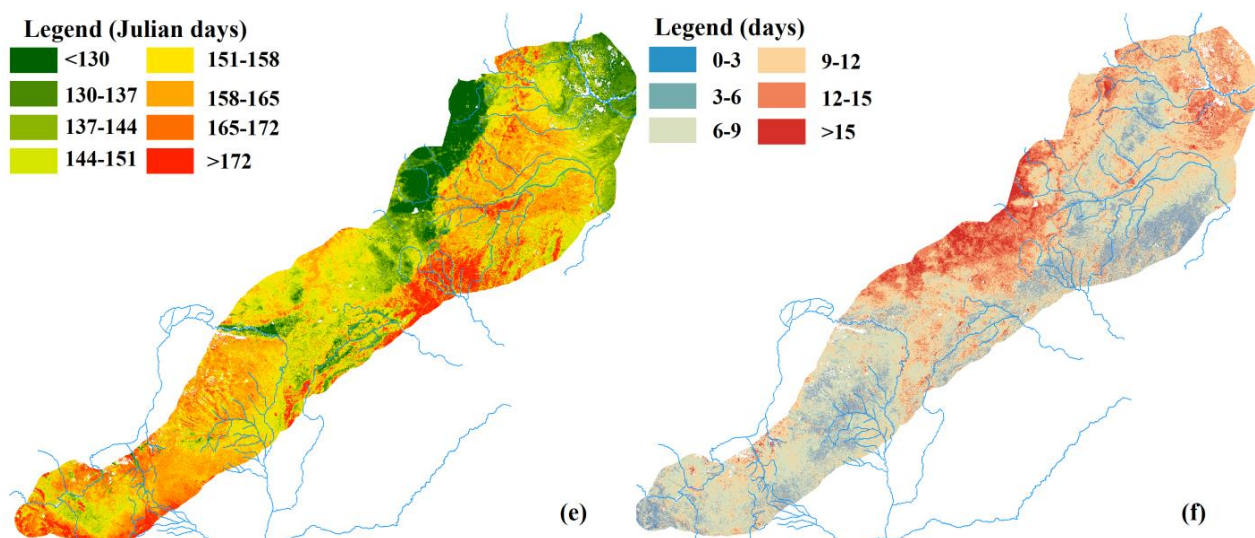 Legend (Julian days)
<130 151-158
130-137 158-165
137-144 165-172
144-151 >172
(e)
Legend (days)
0-3 9-12
3-6 12-15
6-9 >15
(f)